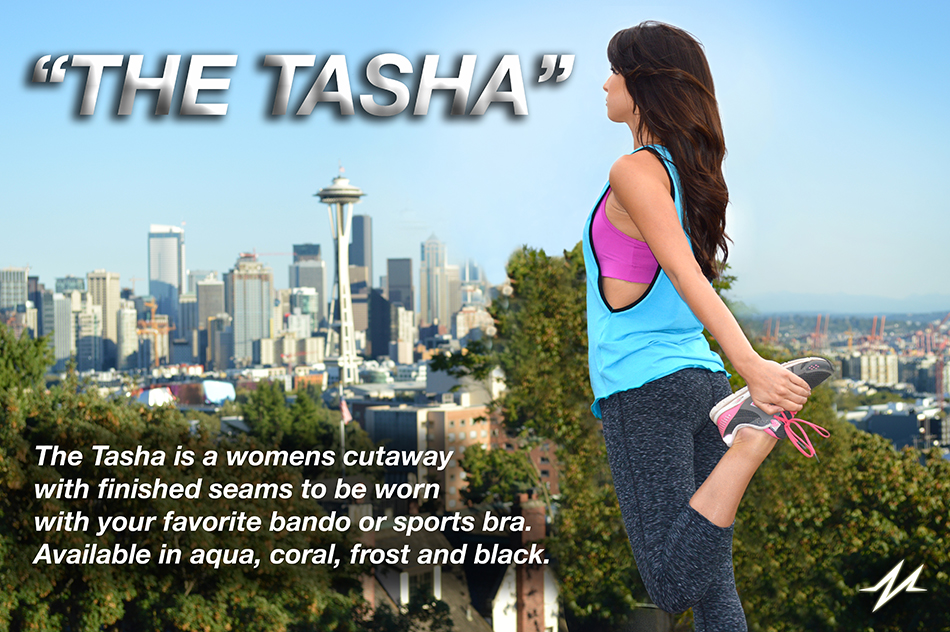 “THE TASHA”
The Tasha is a womens cutaway
with finished seams to be worn
with your favorite bando or sports bra.
Available in aqua, coral, frost and black.